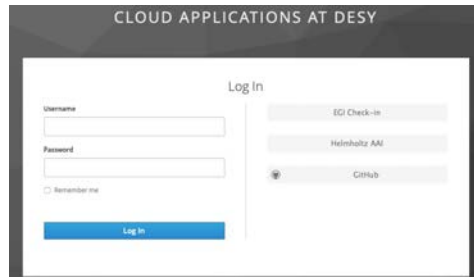 CLOUD APPLICATIONS AT DESY
Log In
Username
Password
Remember me
Log In
EGI Check-in
Helmholtz AAI
GitHub